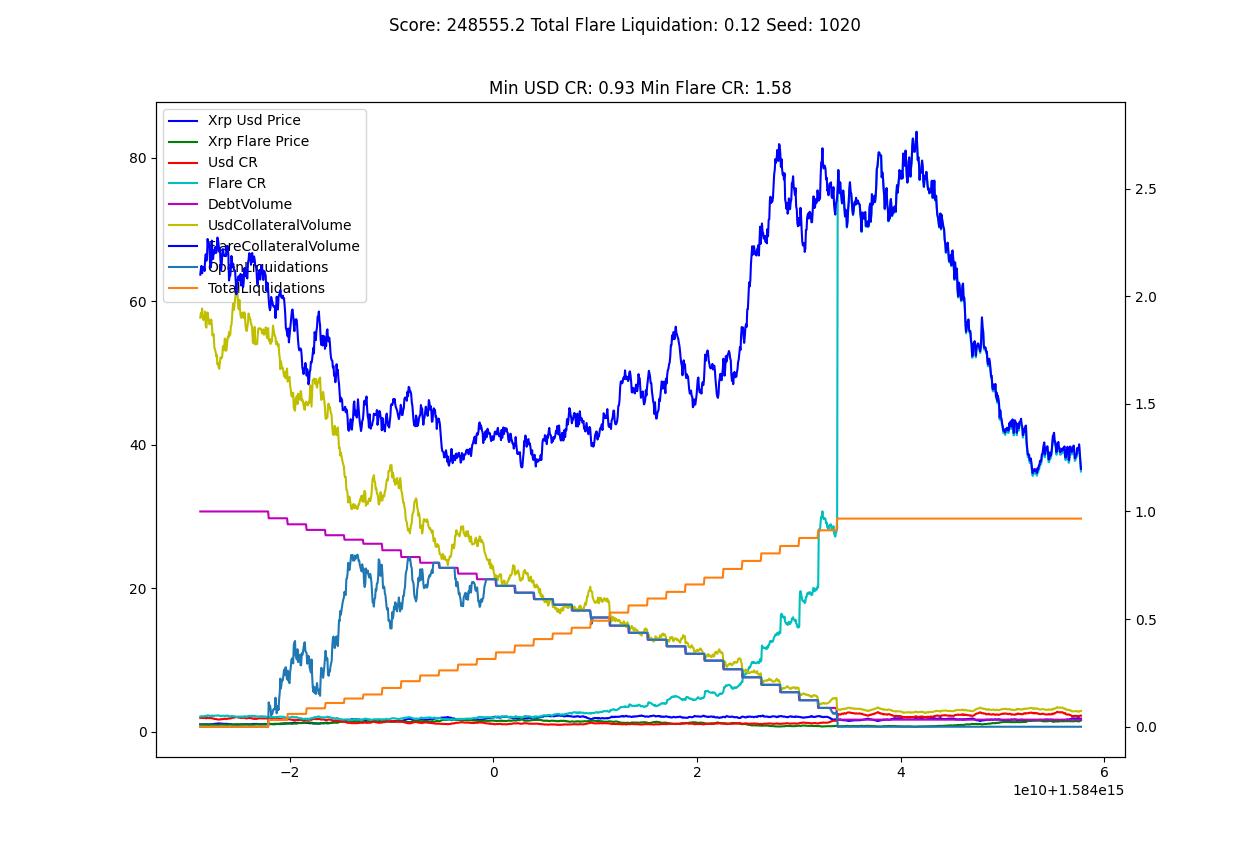 Score: 248555.2 Total Flare Liquidation: 0.12 Seed: 1020
Min USD CR: 0.93 Min Flare CR: 1.58
Xrp Usd Price
Xrp Flare Price
Usd CR
Flare CR
DebtVolume
UsdCollateralVolume
FlareCollateralVolume
OpenLiquidations
TotalLiquidations
80
60
40
20
0
2.5
2.0
1.5
1.0
0.5
0.0
−2
0
2
4
6
1e10+1.584e15